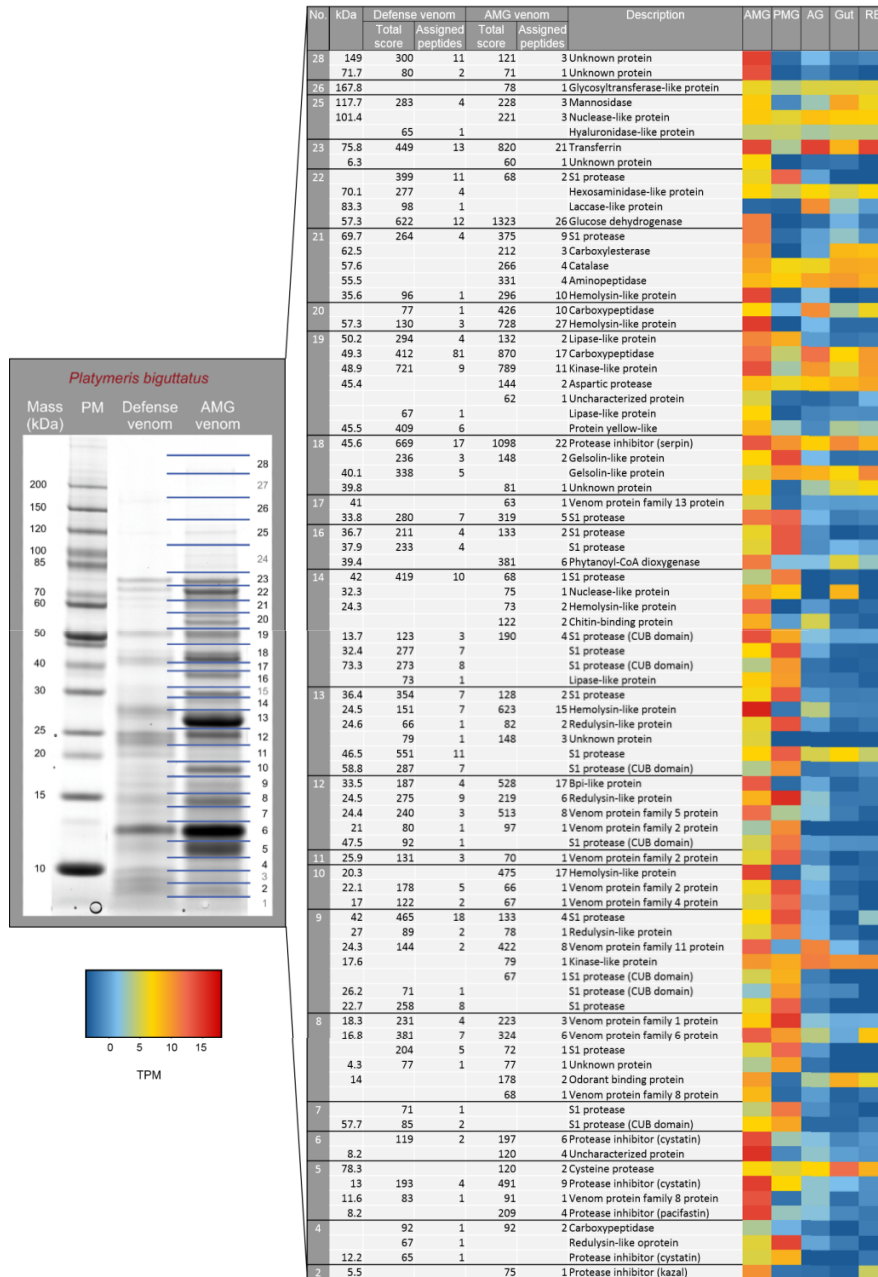 Platymeris biguttatus
Mass (kDa) PM Defense venom AMG venom
200
150
120
100
85
70
60
50
40
30
25
20
15
10
28
27
26
25
24
23
22
21
20
19
18
17
16
15
14
13
12
11
10
9
8
7
6
5
4
3
2
1
0 5 10 15
TPM
No. kDa Defense venom AMG venom Description AMG PMG AG Gut RB
Total score Assigned peptides Total score Assigned peptides
28 149 300 11 121 3 Unknown protein
71.7 80 2 71 1 Unknown protein
26 167.8 78 1 Glycosyltransferase-like protein
25 117.7 283 4 228 3 Mannosidase
101.4 221 3 Nuclease-like protein
65 1 Hyaluronidase-like protein
23 75.8 449 13 820 21 Transferrin
6.3 60 1 Unknown protein
22 399 11 68 2 S1 protease
70.1 277 4 Hexosaminidase-like protein
83.3 98 1 Laccase-like protein
57.3 622 12 1323 26 Glucose dehydrogenase
21 69.7 264 4 375 9 S1 protease
62.5 212 3 Carboxylesterase
57.6 266 4 Catalase
55.5 331 4 Aminopeptidase
35.6 96 1 296 10 Hemolysin-like protein
20 77 1 426 10 Carboxypeptidase
57.3 130 3 728 27 Hemolysin-like protein
19 50.2 294 4 132 2 Lipase-like protein
49.3 412 81 870 17 Carboxypeptidase
48.9 721 9 789 11 Kinase-like protein
45.4 144 2 Aspartic protease
62 1 Uncharacterized protein
67 1 Lipase-like protein
45.5 409 6 Protein yellow-like
18 45.6 669 17 1098 22 Protease inhibitor (serpin)
236 3 148 2 Gelsolin-like protein
40.1 338 5 Gelsolin-like protein
39.8 81 1 Unknown protein
17 41 63 1 Venom protein family 13 protein
33.8 280 7 319 5 S1 protease
16 36.7 211 4 133 2 S1 protease
37.9 233 4 S1 protease
39.4 381 6 Phytanoyl-CoA dioxygenase
14 42 419 10 68 1 S1 protease
32.3 75 1 Nuclease-like protein
24.3 73 2 Hemolysin-like protein
122 2 Chitin-binding protein
13.7 123 3 190 4 S1 protease (CUB domain)
32.4 277 7 S1 protease
73.3 273 8 S1 protease (CUB domain)
73 1 Lipase-like protein
13 36.4 354 7 128 2 S1 protease
24.5 151 7 623 15 Hemolysin-like protein
24.6 66 1 82 2 Redulysin-like protein
79 1 148 3 Unknown protein
46.5 551 11 S1 protease
58.8 287 7 S1 protease (CUB domain)
12 33.5 187 4 528 17 Bpi-like protein
24.5 275 9 219 6 Redulysin-like protein
24.4 240 3 513 8 Venom protein family 5 protein
21 80 1 97 1 Venom protein family 2 protein
47.5 92 1 S1 protease (CUB domain)
11 25.9 131 3 70 1 Venom protein family 2 protein
10 20.3 475 17 Hemolysin-like protein
22.1 178 5 66 1 Venom protein family 2 protein
17 122 2 67 1 Venom protein family 4 protein
9 42 465 18 133 4 S1 protease
27 89 2 78 1 Redulysin-like protein
24.3 144 2 422 8 Venom protein family 11 protein
17.6 79 1 Kinase-like protein
67 1 S1 protease (CUB domain)
26.2 71 1 S1 protease (CUB domain)
22.7 258 8 S1 protease
8 18.3 231 4 223 3 Venom protein family 1 protein
16.8 381 7 324 6 Venom protein family 6 protein
204 5 72 1 S1 protease
4.3 77 1 77 1 Unknown protein
14 178 2 Odorant binding protein
68 1 Venom protein family 8 protein
7 71 1 S1 protease
57.7 85 2 S1 protease (CUB domain)
6 119 2 197 6 Protease inhibitor (cystatin)
8.2 120 4 Uncharacterized protein
5 78.3 120 2 Cysteine protease
13 193 4 491 9 Protease inhibitor (cystatin)
11.6 83 1 91 1 Venom protein family 8 protein
8.2 209 4 Protease inhibitor (pacifastin)
4 92 1 92 2 Carboxypeptidase
67 1 Redulysin-like oprotein
12.2 65 1 Protease inhibitor (cystatin)
2 5.5 75 1 Protease inhibitor (kazal)